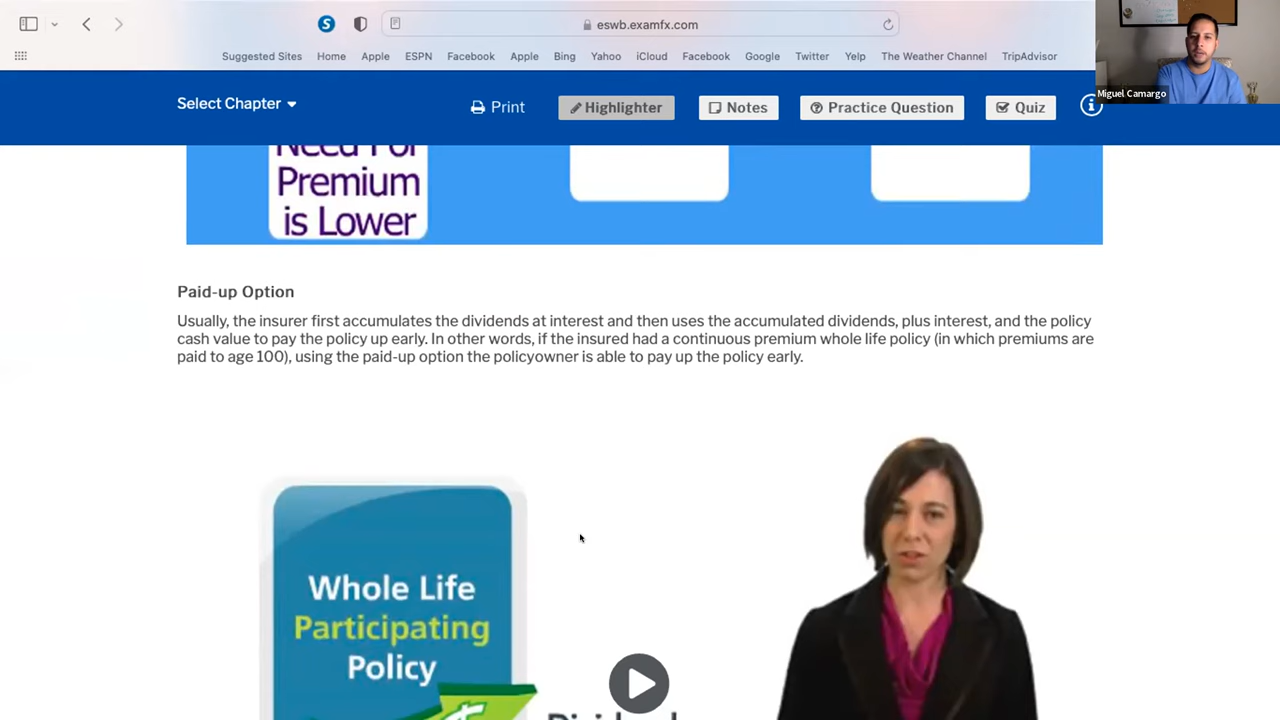 eswb.examfx.com
Suggested Sites Home Apple ESPN Facebook Apple Bing Yahoo iCloud Facebook Google Twitter Yelp The Weather Channel TripAdvisor
Miguel Camargo
Select Chapter
Print
Highlighter
Notes
Practice Question
Quiz
Need For
Premium
is Lower
Paid-up Option
Usually, the insurer first accumulates the dividends at interest and then uses the accumulated dividends, plus interest, and the policy
cash value to pay the policy up early. In other words, if the insured had a continuous premium whole life policy (in which premiums are
paid to age 100), using the paid-up option the policyowner is able to pay up the policy early.
Whole Life
Participating
Policy